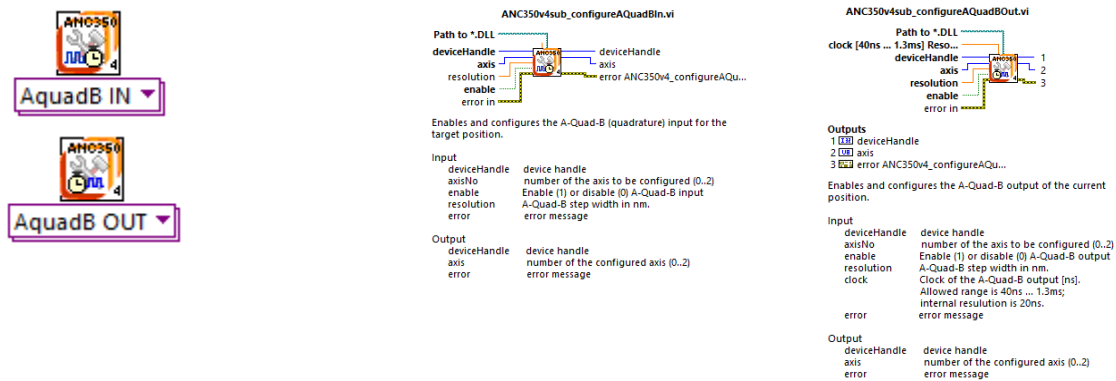 ANC350
4
AquadB IN
ANC350
4
AquadB OUT
ANC350v4sub_configureAQuadBIn.vi
Path to *.DLL
deviceHandle
axis
resolution
enable
error in
ANC350
4
deviceHandle
axis
error ANC350v4_configureAQu...
Enables and configures the A-Quad-B (quadrature) input for the
target position.
Input
deviceHandle device handle
axisNo number of the axis to be configured (0..2)
enable Enable (1) or disable (0) A-Quad-B input
resolution A-Quad-B step width in nm.
error error message
Output
deviceHandle device handle
axis number of the configured axis (0..2)
error error message
ANC350v4sub_configureAQuadBOut.vi
Path to *.DLL
clock [40ns ... 1.3ms] Reso...
deviceHandle
axis
resolution
enable
error in
ANC350
4
1
2
3
Outputs
1 I32 deviceHandle
2 U8 axis
3 error ANC350v4_configureAQu...
Enables and configures the A-Quad-B output of the current
position.
Input
deviceHandle device handle
axisNo number of the axis to be configured (0..2)
enable Enable (1) or disable (0) A-Quad-B output
resolution A-Quad-B step width in nm.
clock Clock of the A-Quad-B output [ns].
Allowed range is 40ns ... 1.3ms;
internal resulution is 20ns.
error error message
Output
deviceHandle device handle
axis number of the configured axis (0..2)
error error message